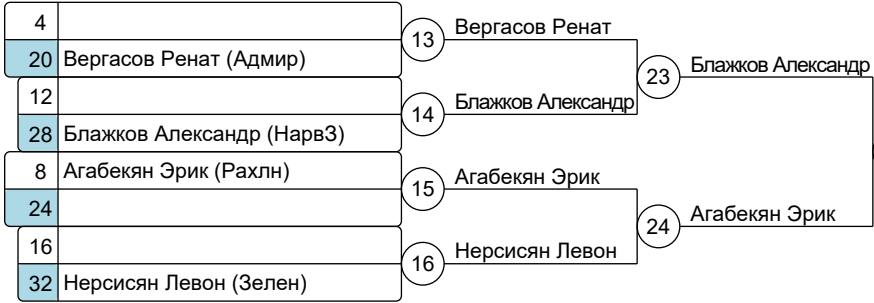 4
13
Вергасов Ренат
20 Вергасов Ренат (Адмир)
23
Блажков Александр
12
14
Блажков Александр
28 Блажков Александр (НарвЗ)
8 Агабекян Эрик (Рахлн)
15
Агабекян Эрик
24
24
Агабекян Эрик
16
16
Нерсисян Левон
32 Нерсисян Левон (Зелен)